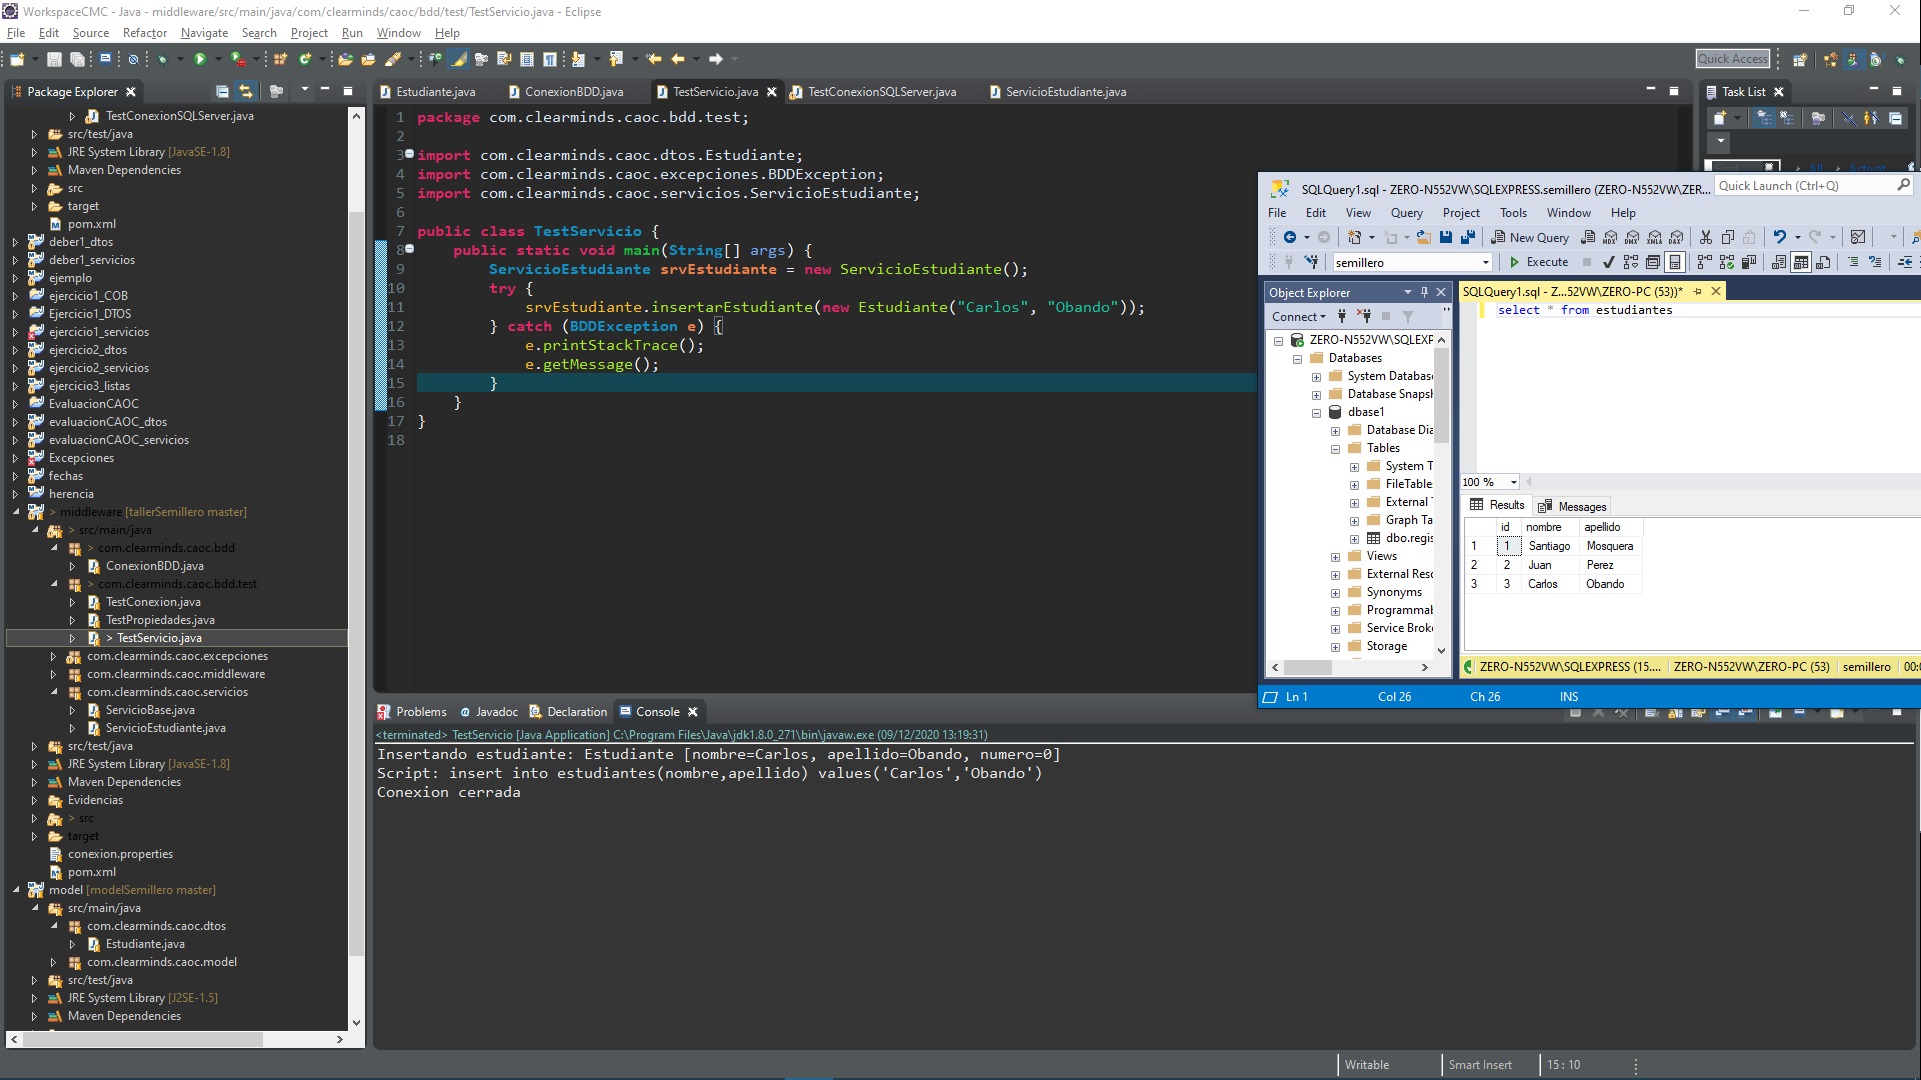 WorkspaceCMC - Java - middleware/src/main/java/com/clearminds/caoc/bdd/test/TestServicio.java - Eclipse
File Edit Source Refactor Navigate Search Project Run Window Help
Quick Access
Package Explorer
TestConexionSQLServer.java
src/test/java
JRE System Library [JavaSE-1.8]
Maven Dependencies
src
target
pom.xml
deber1_dtos
deber1_servicios
ejemplo
ejercicio1_COB
Ejercicio1_DTOS
ejercicio1_servicios
ejercicio2_dtos
ejercicio2_servicios
ejercicio3_listas
EvaluacionCAOC
evaluacionCAOC_dtos
evaluacionCAOC_servicios
Excepciones
fechas
herencia
> middleware [tallerSemillero master]
> src/main/java
> com.clearminds.caoc.bdd
ConexionBDD.java
> com.clearminds.caoc.bdd.test
TestConexion.java
TestPropiedades.java
> TestServicio.java
com.clearminds.caoc.excepciones
com.clearminds.caoc.middleware
com.clearminds.caoc.servicios
ServicioBase.java
ServicioEstudiante.java
src/test/java
JRE System Library [JavaSE-1.8]
Maven Dependencies
Evidencias
> src
target
conexion.properties
pom.xml
model [modelSemillero master]
src/main/java
com.clearminds.caoc.dtos
Estudiante.java
com.clearminds.caoc.model
src/test/java
JRE System Library [J2SE-1.5]
Maven Dependencies
Estudiante.java ConexionBDD.java TestServicio.java TestConexionSQLServer.java ServicioEstudiante.java
1 package com.clearminds.caoc.bdd.test;
2
3 import com.clearminds.caoc.dtos.Estudiante;
4 import com.clearminds.caoc.excepciones.BDDException;
5 import com.clearminds.caoc.servicios.ServicioEstudiante;
6
7 public class TestServicio {
8 public static void main(String[] args) {
9 ServicioEstudiante srvEstudiante = new ServicioEstudiante();
10 try {
11 srvEstudiante.insertarEstudiante(new Estudiante("Carlos", "Obando"));
12 } catch (BDDException e) {
13 e.printStackTrace();
14 e.getMessage();
15 }
16 }
17 }
18
Task List
SQLQuery1.sql - ZERO-N552VW\SQLEXPRESS.semillero (ZERO-N552VW\ZER...
Quick Launch (Ctrl+Q)
File Edit View Query Project Tools Window Help
New Query
semillero
Execute
Object Explorer
Connect
ZERO-N552VW\SQLEXP
Databases
System Databas
Database Snapsh
dbase1
Database Dia
Tables
System T
FileTable
External
Graph Ta
dbo.regis
Views
External Reso
Synonyms
Programmab
Service Broke
Storage
SQLQuery1.sql - Z...52VW\ZERO-PC (53))*
select * from estudiantes
100 %
Results Messages
id nombre apellido
1 1 Santiago Mosquera
2 2 Juan Perez
3 3 Carlos Obando
ZERO-N552VW\SQLEXPRESS (15.... ZERO-N552VW\ZERO-PC (53) semillero 00:
Ln 1 Col 26 Ch 26 INS
Problems Javadoc Declaration Console
<terminated> TestServicio [Java Application] C:\Program Files\Java\jdk1.8.0_271\bin\javaw.exe (09/12/2020 13:19:31)
Insertando estudiante: Estudiante [nombre=Carlos, apellido=Obando, numero=0]
Script: insert into estudiantes(nombre,apellido) values('Carlos','Obando')
Conexion cerrada
Writable Smart Insert 15 : 10